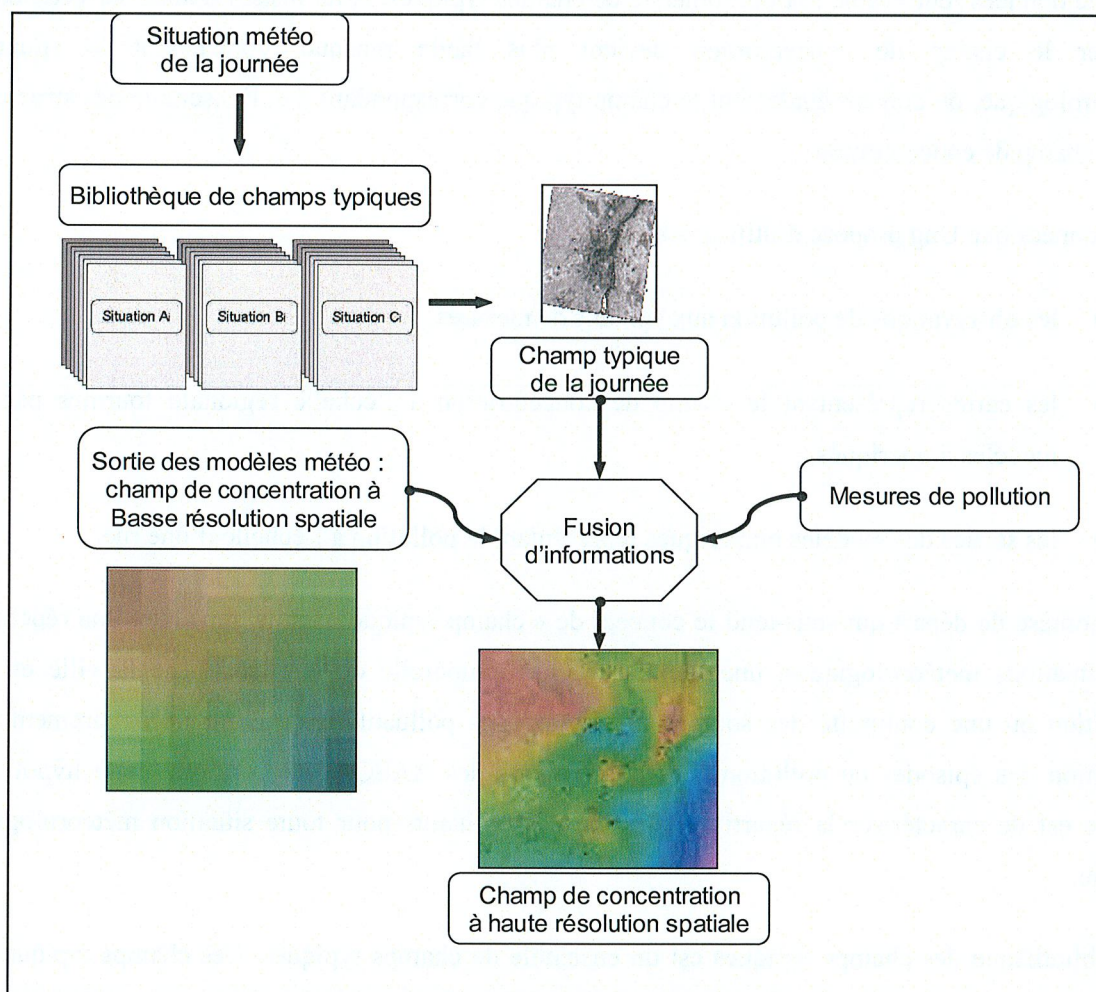 Situation météo
de la journée
Bibliothèque de champs typiques
Situation Ai
Situation Bi
Situation Ci
Champ typique
de la journée
Sortie des modèles météo :
champ de concentration à
Basse résolution spatiale
Fusion
d'informations
Mesures de pollution
Champ de concentration
à haute résolution spatiale